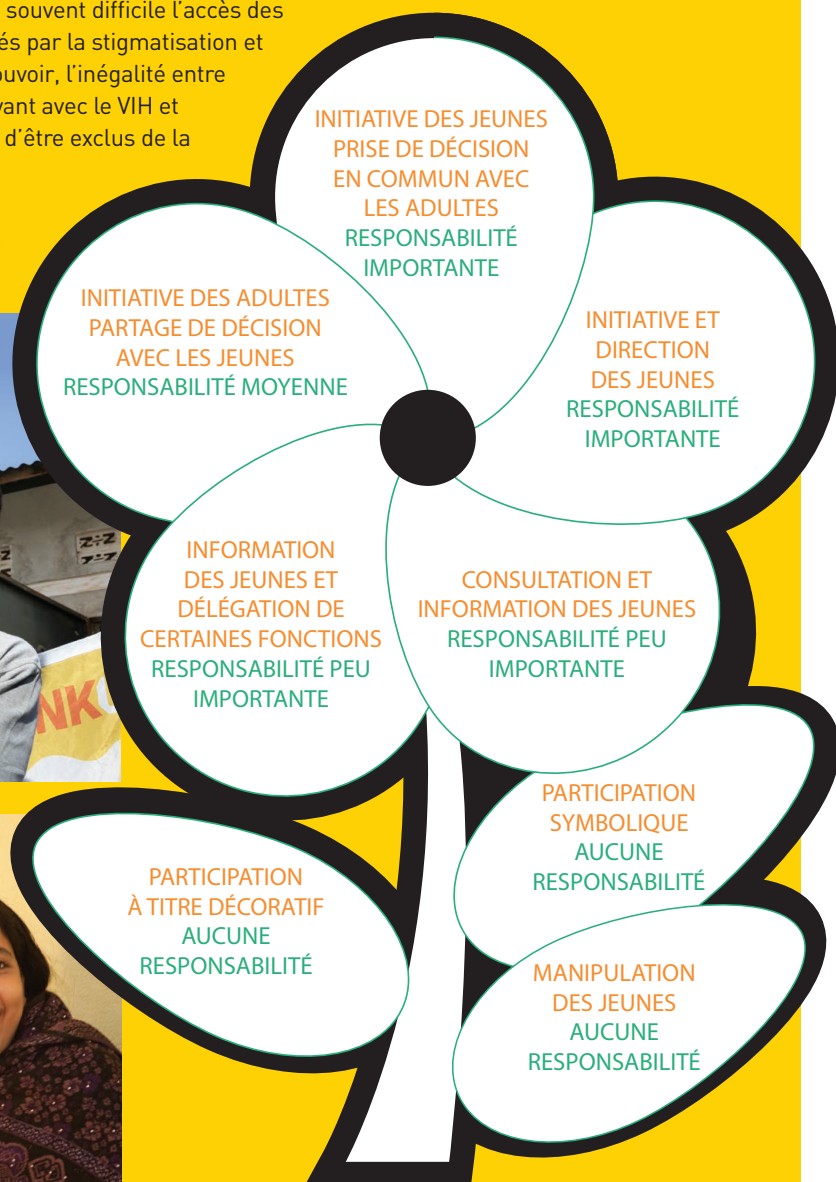 souvent difficile l’accès des
és par la stigmatisation et
ouvoir, l’inégalité entre
vant avec le VIH et
d’être exclus de la
INITIATIVE DES JEUNES
PRISE DE DÉCISION
EN COMMUN AVEC
LES ADULTES
RESPONSABILITÉ
IMPORTANTE
INITIATIVE DES ADULTES
PARTAGE DE DÉCISION
AVEC LES JEUNES
RESPONSABILITÉ MOYENNE
INITIATIVE ET
DIRECTION
DES JEUNES
RESPONSABILITÉ
IMPORTANTE
INFORMATION
DES JEUNES ET
DÉLÉGATION DE
CERTAINES FONCTIONS
RESPONSABILITÉ PEU
IMPORTANTE
CONSULTATION ET
INFORMATION DES JEUNES
RESPONSABILITÉ PEU
IMPORTANTE
NK
PARTICIPATION
SYMBOLIQUE
AUCUNE
RESPONSABILITÉ
PARTICIPATION
À TITRE DÉCORATIF
AUCUNE
RESPONSABILITÉ
MANIPULATION
DES JEUNES
AUCUNE
RESPONSABILITÉ